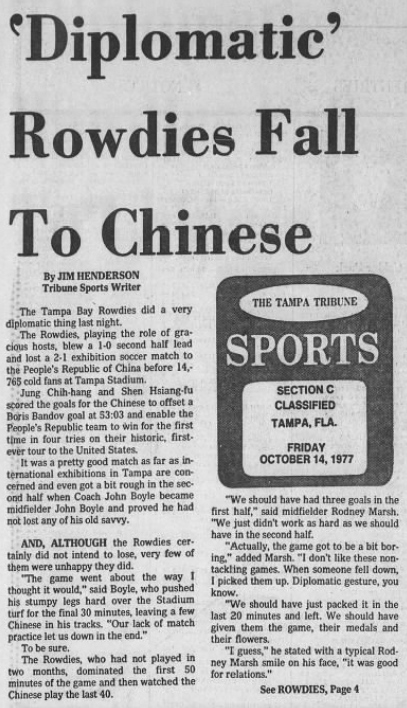 ‘Diplomatic’
Rowdies Fall
To Chinese
By JIM HENDERSON
Tribune Sports Writer
The Tampa Bay Rowdies did a very
diplomatic thing last night.
The Rowdies, playing the role of gra-
cious hosts, blew a 1-0 second half lead
and lost a 2-1 exhibition soccer match to
the People's Republic of China before 14,-
765 cold fans at Tampa Stadium.
Jung Chih-hang and Shen Hsiang-fu
scored the goals for the Chinese to offset a
Boris Bandov goal at 53:03 and enable the
People's Republic team to win for the first
time in four tries on their historic, first-
ever tour to the United States.
It was a pretty good match as far as in-
ternational exhibitions in Tampa are con-
cerned and even got a bit rough in the sec-
ond half when Coach John Boyle became
midfielder John Boyle and proved he had
not lost any of his old savvy.
AND, ALTHOUGH the Rowdies cer-
tainly did not intend to lose, very few of
them were unhappy they did.
"The game went about the way I
thought it would," said Boyle, who pushed
his stumpy legs hard over the Stadium
turf for the final 30 minutes, leaving a few
Chinese in his tracks. "Our lack of match
practice let us down in the end."
To be sure.
The Rowdies, who had not played in
two months, dominated the first 50
minutes of the game and then watched the
Chinese play the last 40.
THE TAMPA TRIBUNE
SPORTS
SECTION C
CLASSIFIED
TAMPA, FLA.
FRIDAY
OCTOBER 14, 1977
"We should have had three goals in the
first half," said midfielder Rodney Marsh.
"We just didn't work as hard as we should
have in the second half.
"Actually, the game got to be a bit bor-
ing," added Marsh. "I don't like these non-
tackling games. When someone fell down,
I picked them up. Diplomatic gesture, you
know.
"We should have just packed it in the
last 20 minutes and left. We should have
given them the game, their medals and
their flowers.
"I guess," he stated with a typical Rod-
ney Marsh smile on his face, "it was good
for relations."
See ROWDIES, Page 4